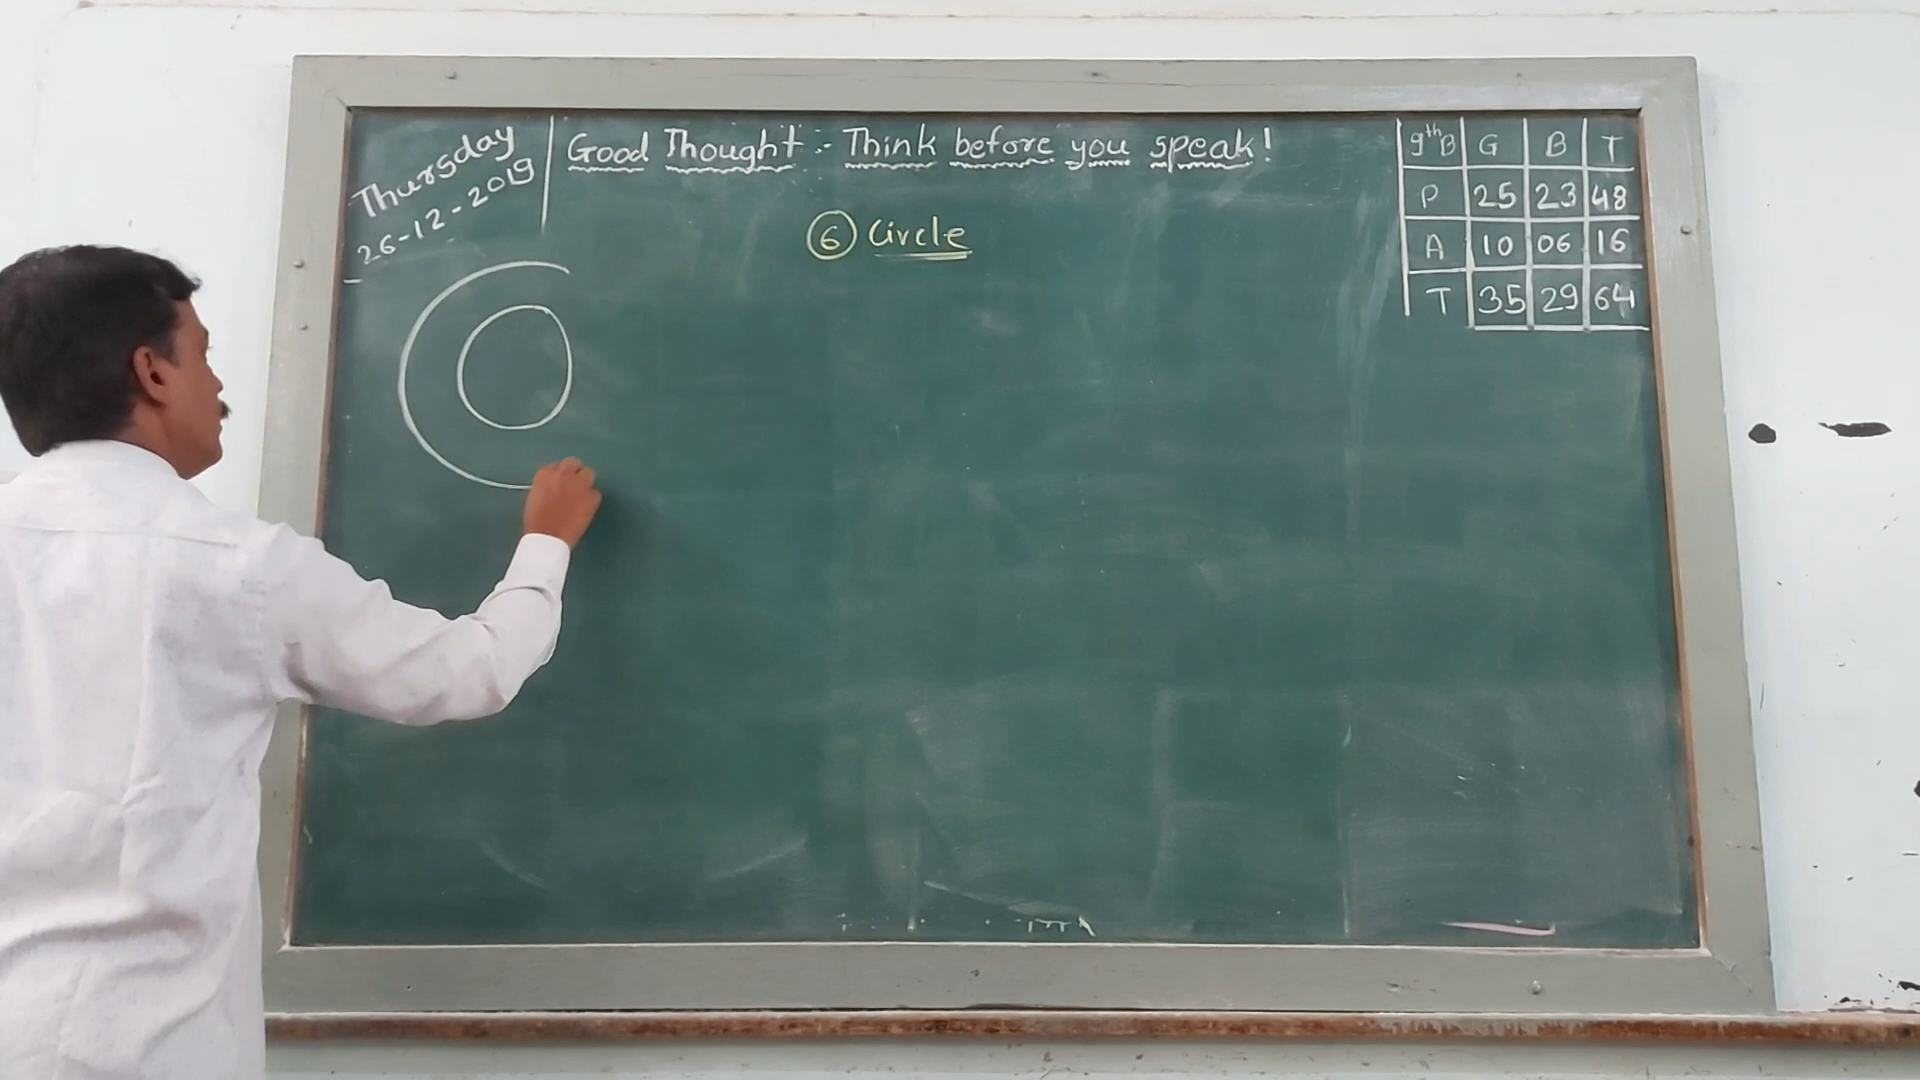 Thursday
26-12-2019
Good Thought :- Think before you speak!
6 Circle
9th B G B T
P 25 23 48
A 10 06 16
T 35 29 64